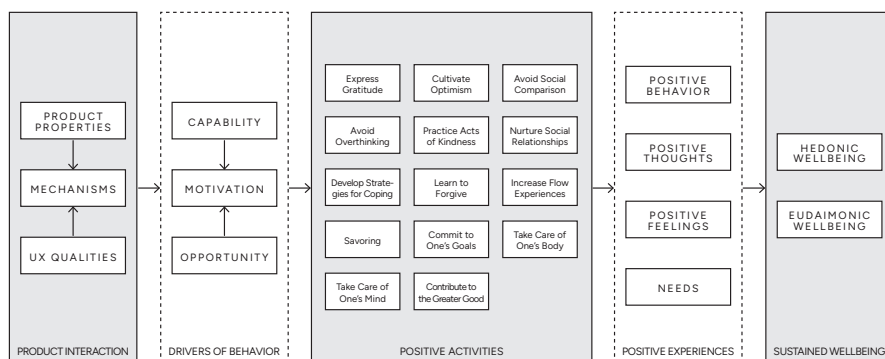 PRODUCT
PROPERTIES
MECHANISMS
UX QUALITIES
PRODUCT INTERACTION
CAPABILITY
MOTIVATION
OPPORTUNITY
DRIVERS OF BEHAVIOR
Express
Gratitude
Cultivate
Optimism
Avoid Social
Comparison
Avoid
Overthinking
Practice Acts
of Kindness
Nurture Social
Relationships
Develop Strate-
gies for Coping
Learn to
Forgive
Increase Flow
Experiences
Savoring
Commit to
One's Goals
Take Care of
One's Body
Take Care of
One's Mind
Contribute to
the Greater Good
POSITIVE ACTIVITIES
POSITIVE
BEHAVIOR
POSITIVE
THOUGHTS
POSITIVE
FEELINGS
NEEDS
POSITIVE EXPERIENCES
HEDONIC
WELLBEING
EUDAIMONIC
WELLBEING
SUSTAINED WELLBEING